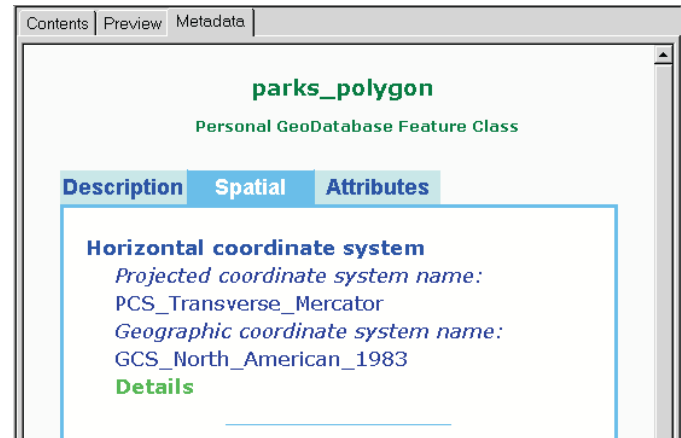 Contents Preview Metadata
parks_polygon
Personal GeoDatabase Feature Class
Description Spatial Attributes
Horizontal coordinate system
Projected coordinate system name:
PCS_Transverse_Mercator
Geographic coordinate system name:
GCS_North_American_1983
Details